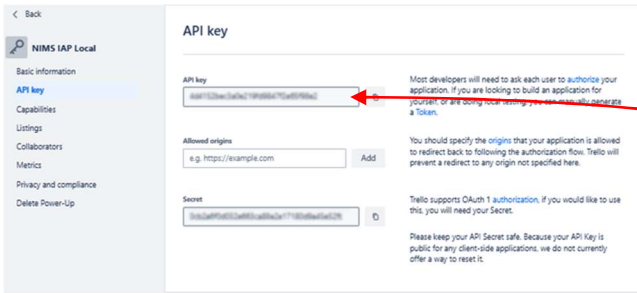 Back
API key
NIMS IAP Local
Basic information
API key
Capabilities
Listings
Collaborators
Metrics
Privacy and compliance
Delete Power-Up
API key
Most developers will need to ask each user to authorize your
application. If you are looking to build an application for
yourself, or are doing local testing, you can manually generate
a Token.
Allowed origins
e.g. https://example.com
Add
You should specify the origins that your application is allowed
to redirect back to following the authorization flow. Trello will
prevent a redirect to any origin not specified here.
Secret
Trello supports OAuth 1 authorization, if you would like to use
this, you will need your Secret.
Please keep your API Secret safe. Because your API Key is
public for any client-side applications, we do not currently
offer a way to reset it.